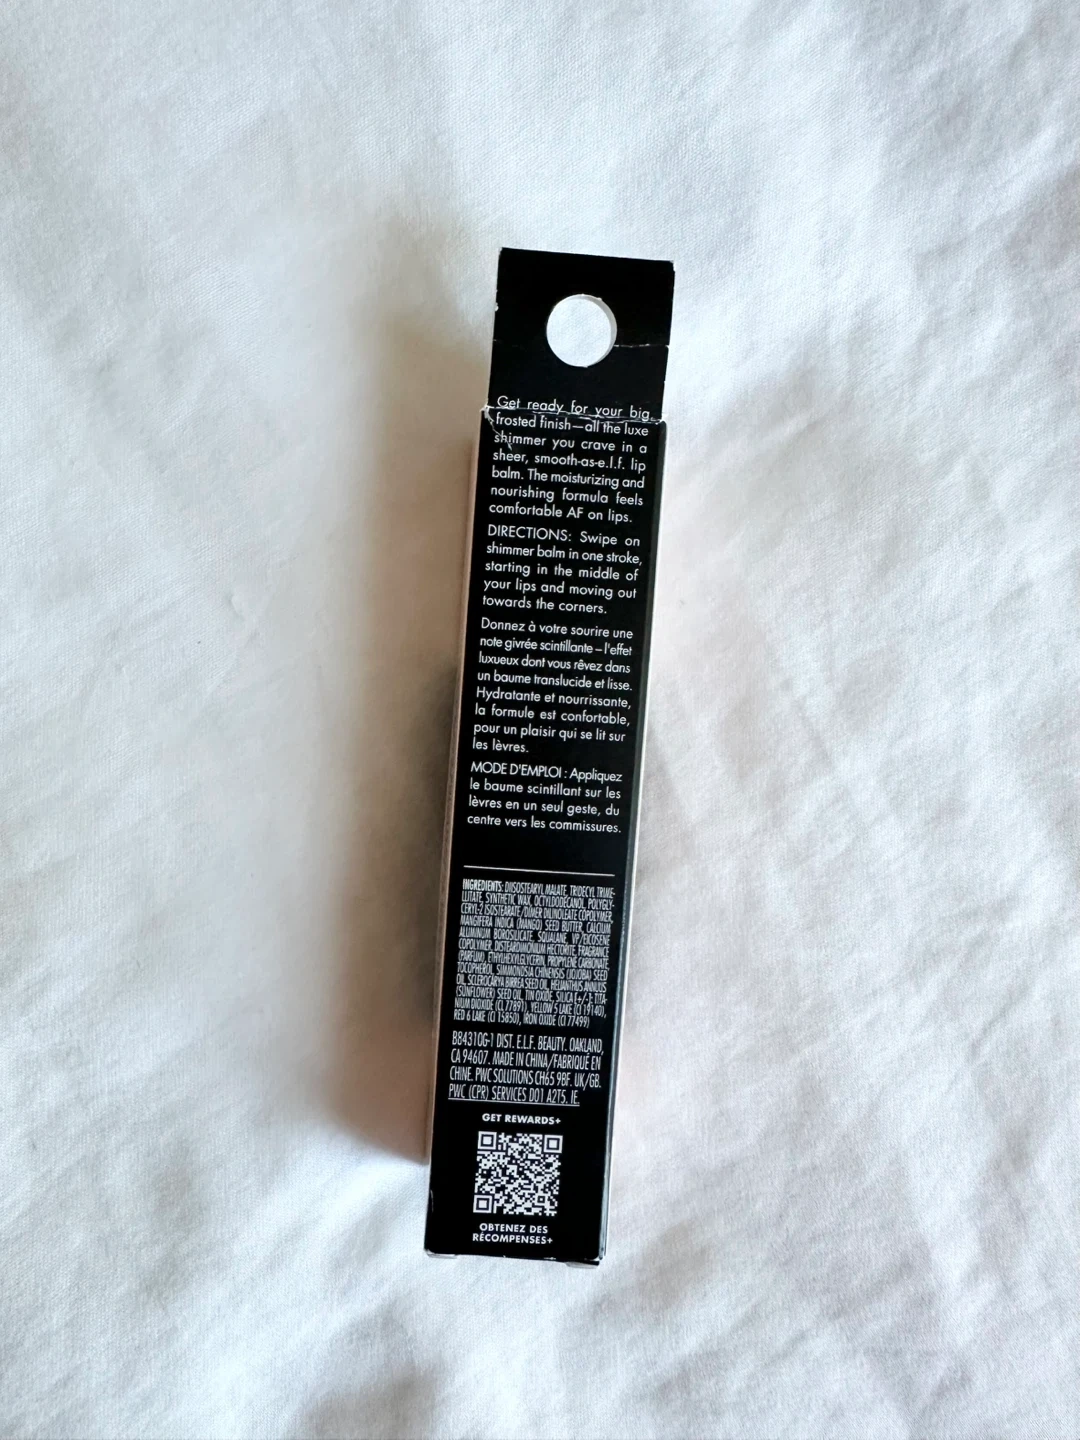 Get ready for your big
frosted finish—all the luxe
shimmer you crave in a
sheer, smooth-as-e.l.f. lip
balm. The moisturizing and
nourishing formula feels
comfortable AF on lips.
DIRECTIONS: Swipe on
shimmer balm in one stroke,
starting in the middle of
your lips and moving out
towards the corners.
Donnez à votre sourire une
note givrée scintillante – l'effet
luxueux dont vous rêvez dans
un baume translucide et lisse.
Hydratante et nourrissante,
la formule est confortable,
pour un plaisir qui se lit sur
les lèvres.
MODE D'EMPLOI : Appliquez
le baume scintillant sur les
lèvres en un seul geste, du
centre vers les commissures.
INGREDIENTS: DIISOSTEARYL MALATE, TRIDECYL TRIME-
LLITATE, SYNTHETIC WAX, OCTYLDODECANOL, POLYGLY-
CERYL-2 ISOSTEARATE/DIMER DILINOLEATE COPOLYMER,
MANGIFERA INDICA (MANGO) SEED BUTTER, CALCIUM
ALUMINUM BOROSILICATE, SQUALANE, VP/EICOSENE
COPOLYMER, DISTEARDIMONIUM HECTORITE, FRAGRANCE
(PARFUM), ETHYLHEXYLGLYCERIN, PROPYLENE CARBONATE,
TOCOPHEROL, SIMMONDSIA CHINENSIS (JOJOBA) SEED
OIL, SCLEROCARYA BIRREA SEED OIL, HELIANTHUS ANNUUS
(SUNFLOWER) SEED OIL, TIN OXIDE, SILICA [+/-]: TITA-
NIUM DIOXIDE (CI 77891), YELLOW 5 LAKE (CI 19140),
RED 6 LAKE (CI 15850), IRON OXIDE (CI 77499)
B84310G-1 DIST. E.L.F. BEAUTY. OAKLAND,
CA 94607. MADE IN CHINA/FABRIQUÉ EN
CHINE. PWC SOLUTIONS CH65 9BF. UK/GB.
PWC (CPR) SERVICES D01 A2T5. IE.
GET REWARDS+
OBTENEZ DES
RÉCOMPENSES+